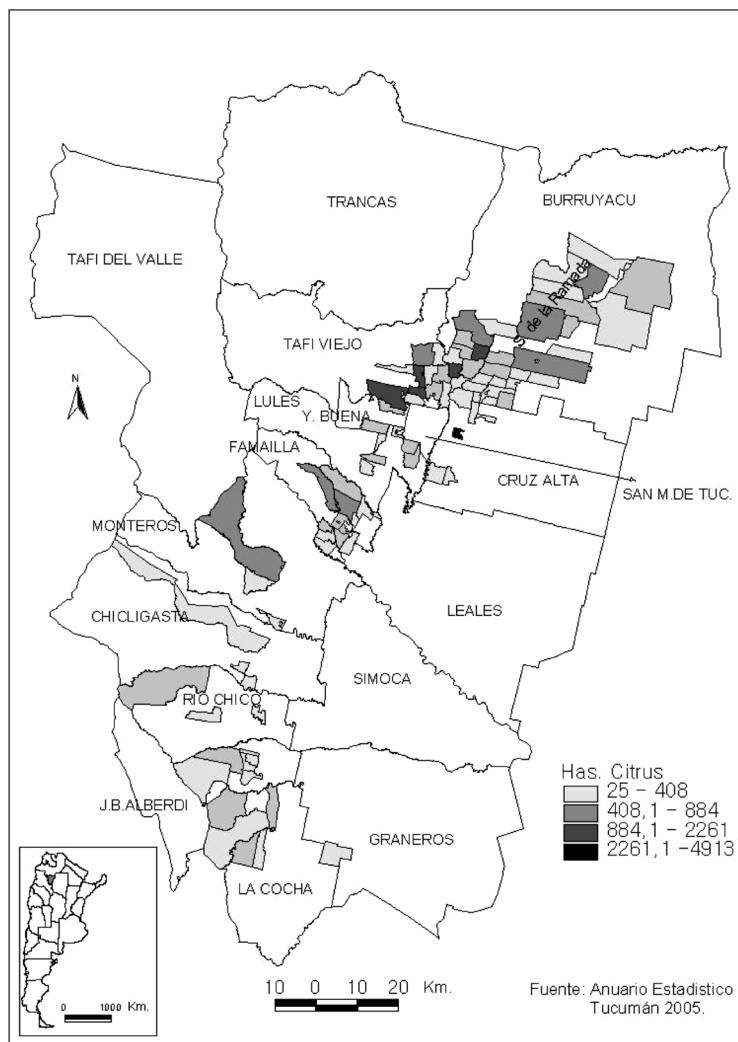 TRANCAS
BURRUYACU
TAFI DEL VALLE
S. de la Ramada
TAFI VIEJO
N
LULES
Y. BUENA
FAMAILLA
CRUZ ALTA
SAN M.DE TUC.
MONTEROS
CHICLIGASTA
LEALES
SIMOCA
RIO CHICO
Has. Citrus
25 - 408
408,1 - 884
884,1 - 2261
2261,1 -4913
J.B.ALBERDI
GRANEROS
LA COCHA
0 1000 Km.
10 0 10 20 Km.
Fuente: Anuario Estadistico
Tucumán 2005.